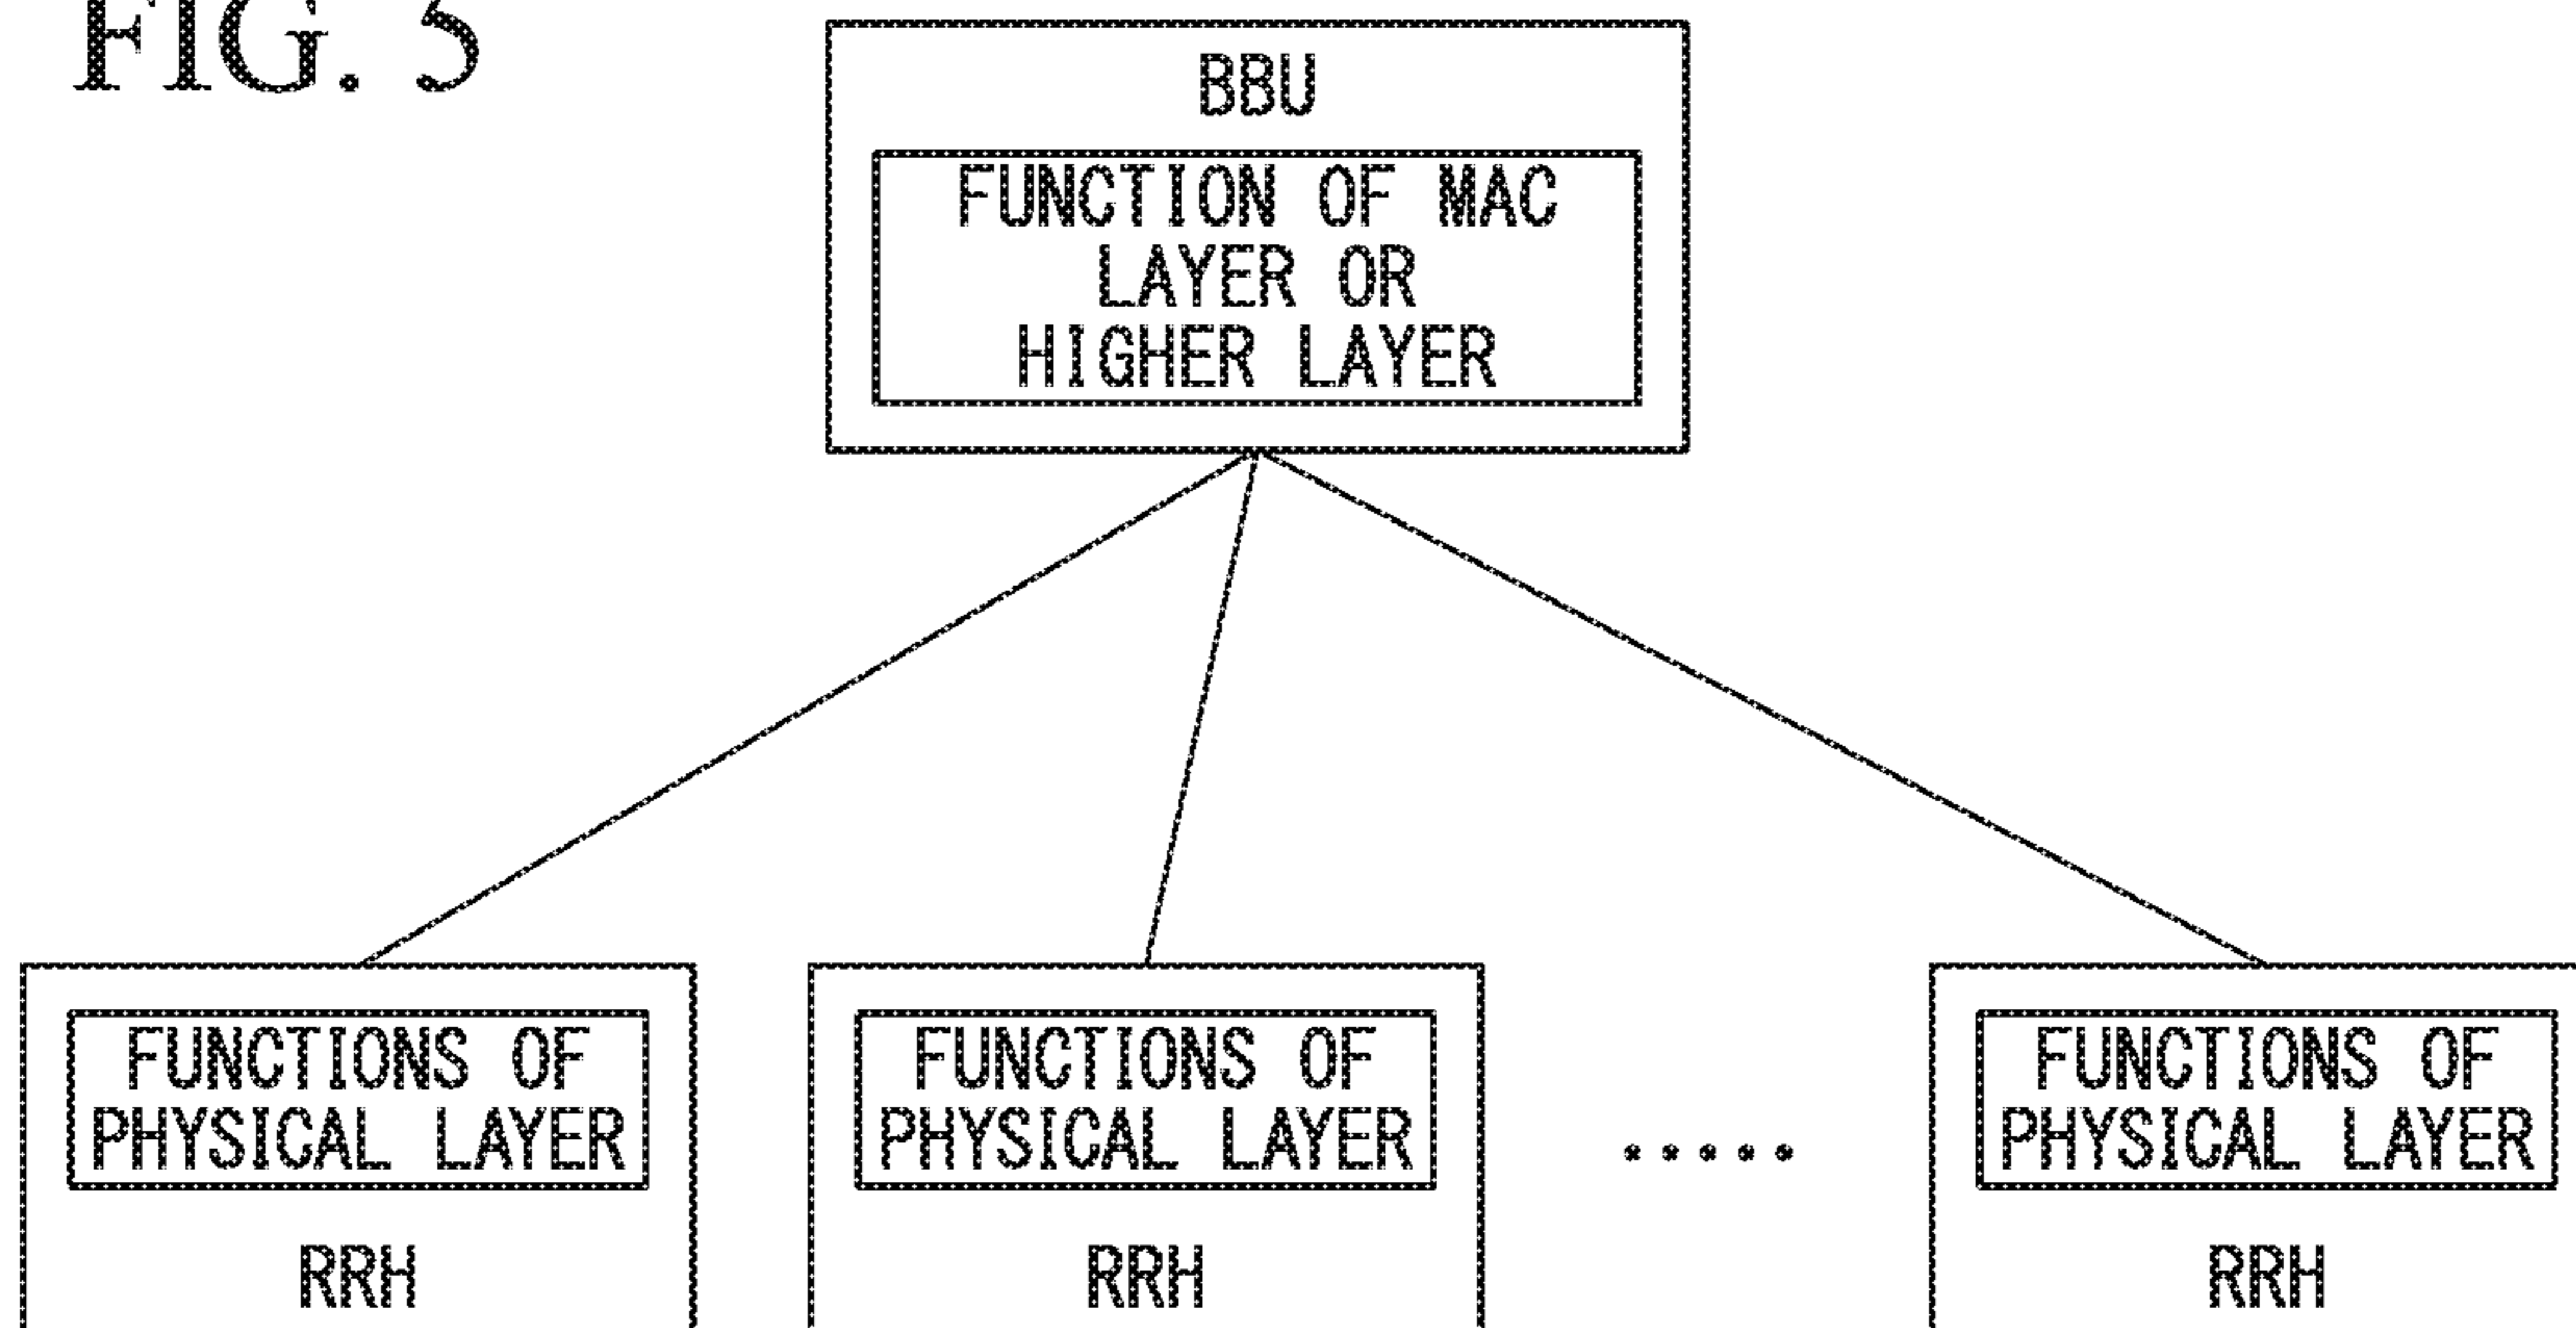 FIG. 5
BBU
FUNCTION OF MAC
LAYER OR
HIGHER LAYER
FUNCTIONS OF
PHYSICAL LAYER
RRH
FUNCTIONS OF
PHYSICAL LAYER
RRH
.....
FUNCTIONS OF
PHYSICAL LAYER
RRH